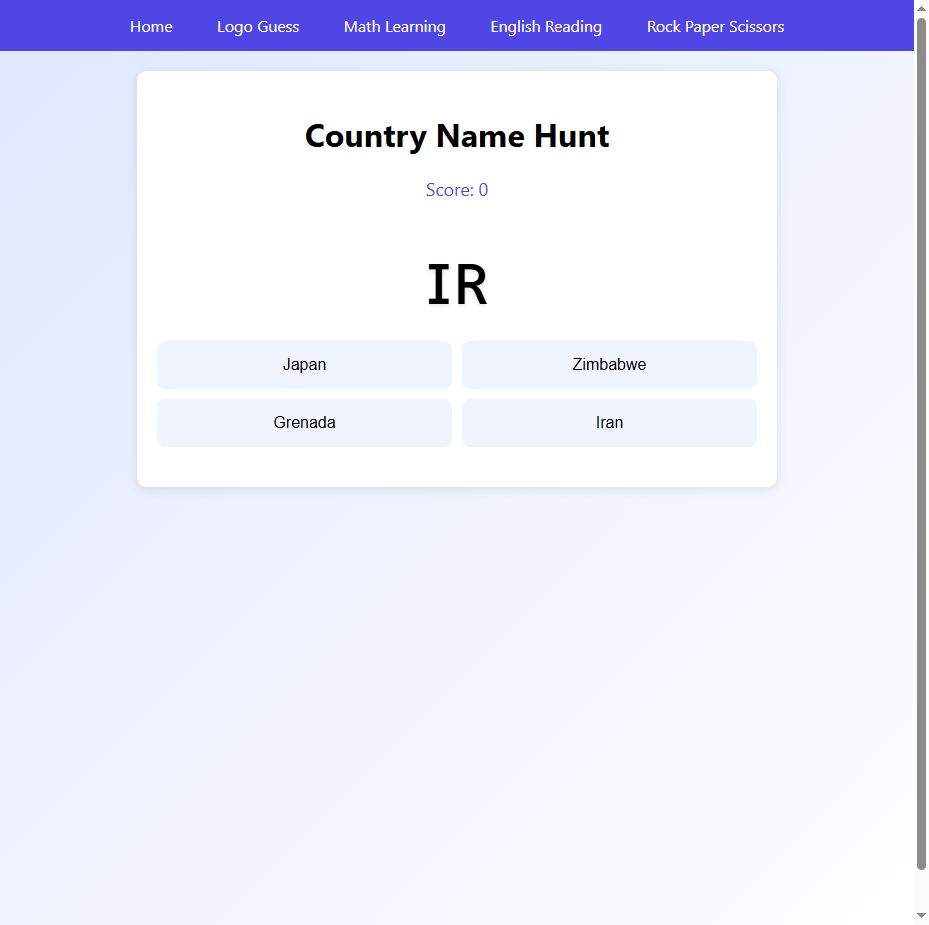 Home Logo Guess Math Learning English Reading Rock Paper Scissors
Country Name Hunt
Score: 0
IR
Japan Zimbabwe
Grenada Iran